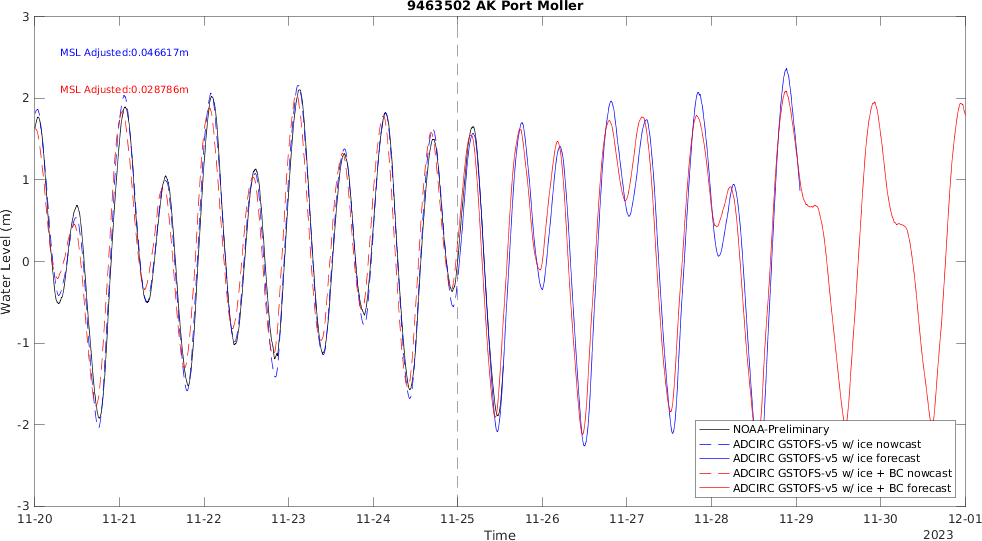 9463502 AK Port Moller
3
2
1
0
-1
-2
-3
Water Level (m)
MSL Adjusted:0.046617m
MSL Adjusted:0.028786m
NOAA-Preliminary
ADCIRC GSTOFS-v5 w/ ice nowcast
ADCIRC GSTOFS-v5 w/ ice forecast
ADCIRC GSTOFS-v5 w/ ice + BC nowcast
ADCIRC GSTOFS-v5 w/ ice + BC forecast
11-20 11-21 11-22 11-23 11-24 11-25 11-26 11-27 11-28 11-29 11-30 12-01
Time
2023